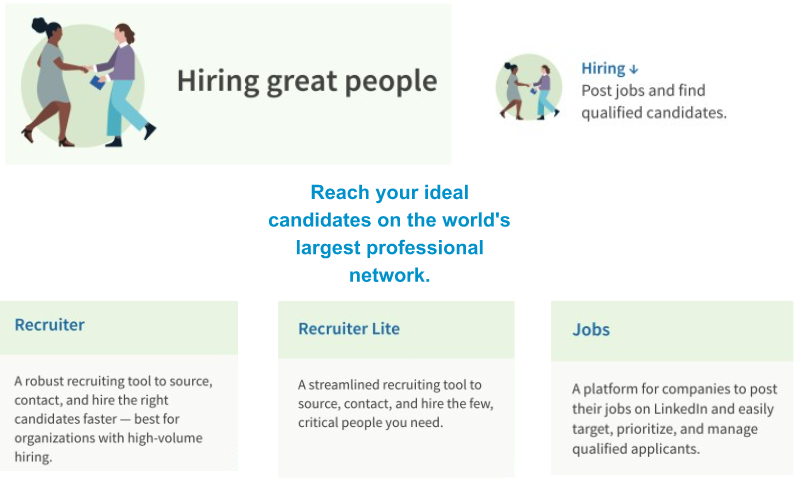 Hiring great people
Hiring ↓
Post jobs and find
qualified candidates.
Reach your ideal
candidates on the world's
largest professional
network.
Recruiter
A robust recruiting tool to source,
contact, and hire the right
candidates faster — best for
organizations with high-volume
hiring.
Recruiter Lite
A streamlined recruiting tool to
source, contact, and hire the few,
critical people you need.
Jobs
A platform for companies to post
their jobs on LinkedIn and easily
target, prioritize, and manage
qualified applicants.